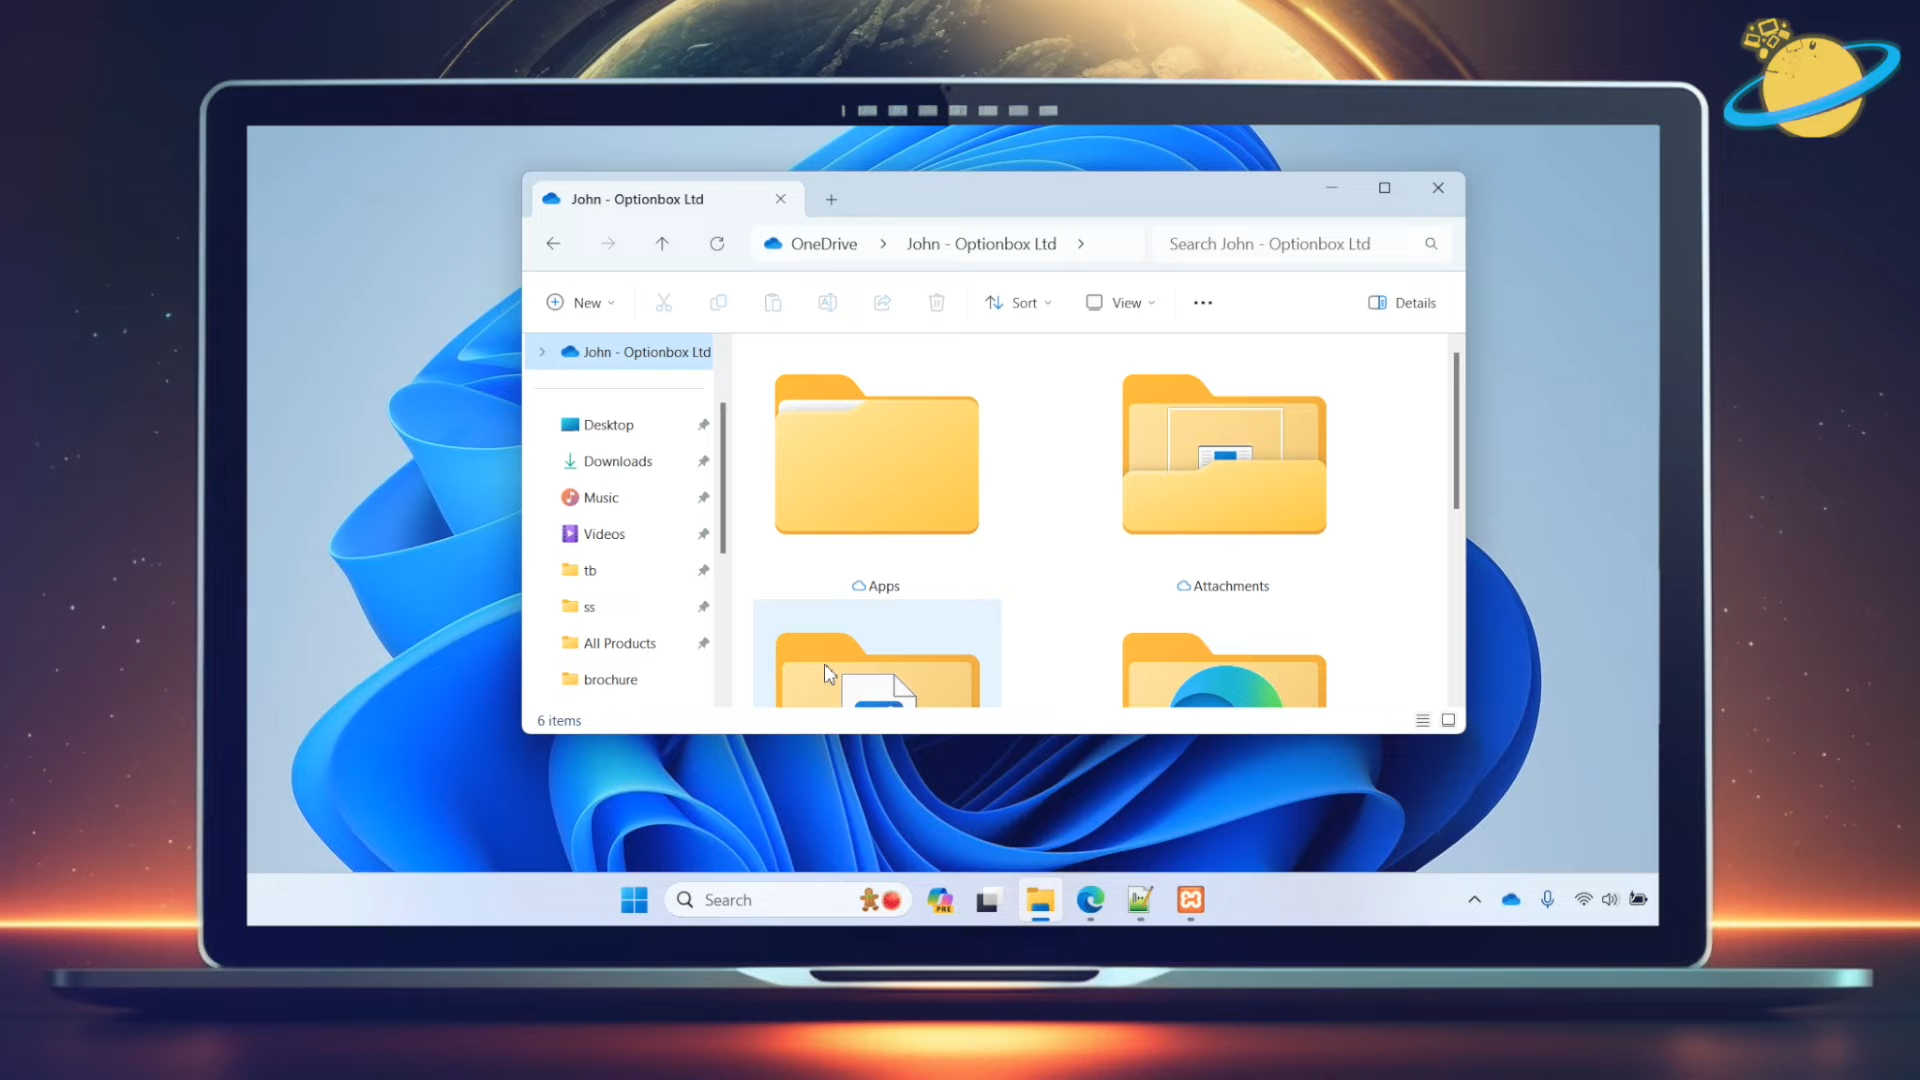 John - Optionbox Ltd
OneDrive > John - Optionbox Ltd >
Search John - Optionbox Ltd
New
Sort
View
Details
John - Optionbox Ltd
Desktop
Downloads
Music
Videos
tb
ss
All Products
brochure
Apps
Attachments
6 items
Search
PRE